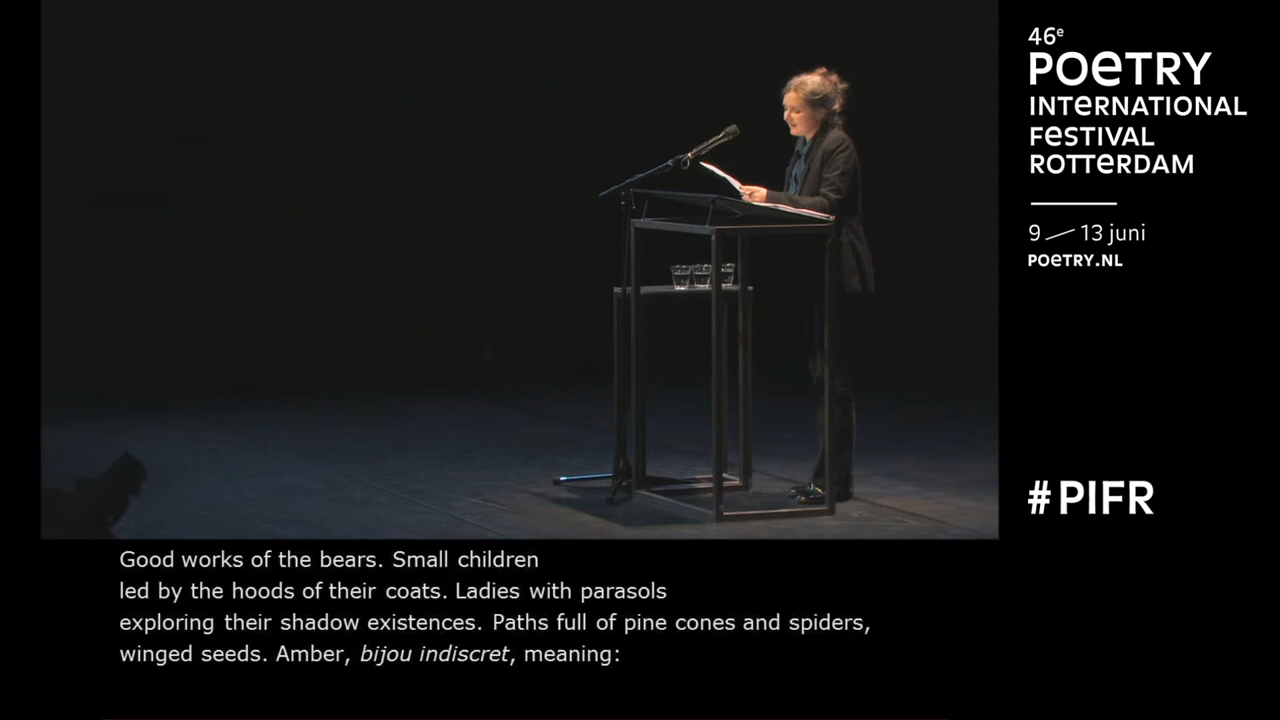 46e
POeTRY
INTeRNATIONAL
FeSTIVAL
ROTTeRDAM
9 — 13 juni
POeTRY.NL
#PIFR
Good works of the bears. Small children
led by the hoods of their coats. Ladies with parasols
exploring their shadow existences. Paths full of pine cones and spiders,
winged seeds. Amber, bijou indiscret, meaning: